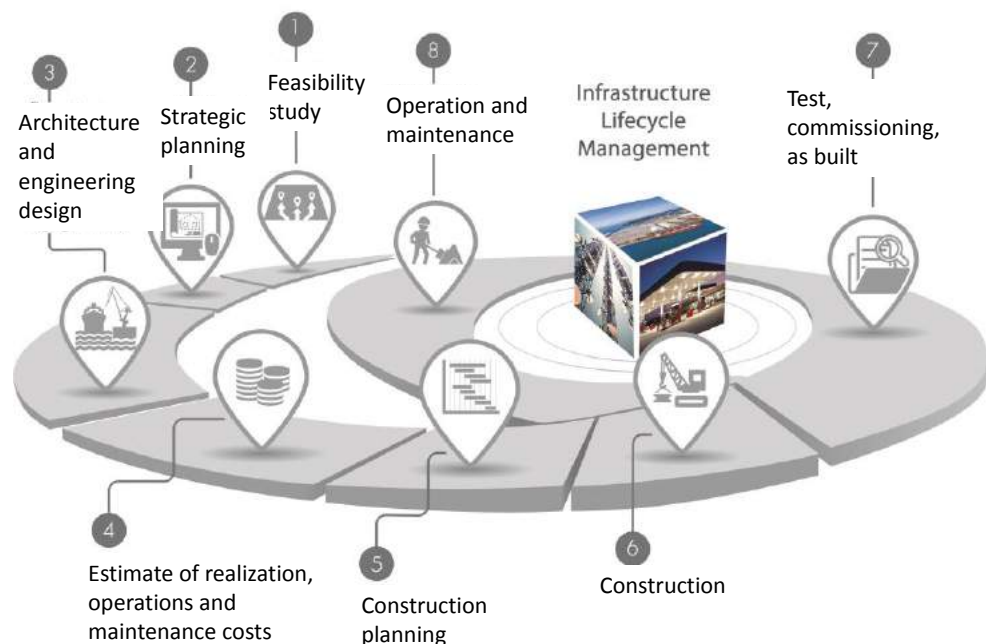 1
Feasibility
study
2
Strategic
planning
3
Architecture
and
engineering
design
4
Estimate of realization,
operations and
maintenance costs
5
Construction
planning
6
Construction
7
Test,
commissioning,
as built
8
Operation and
maintenance
Infrastructure
Lifecycle
Management